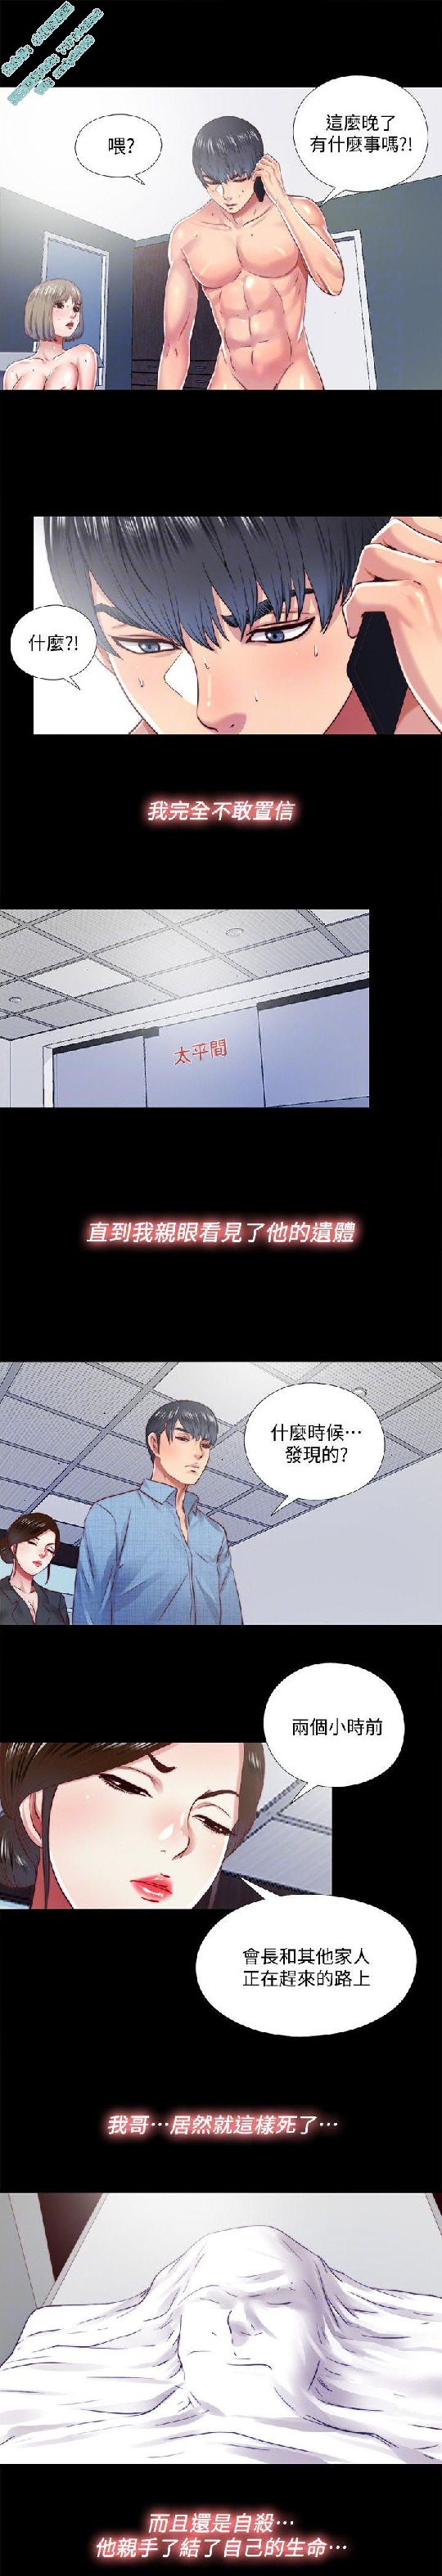 喂?
這麼晚了
有什麼事嗎?!
什麼?!
我完全不敢置信
太平間
直到我親眼看見了他的遺體
什麼時候…
發現的?
兩個小時前
會長和其他家人
正在趕來的路上
我哥…居然就這樣死了…
而且還是自殺…
他親手了結了自己的生命…